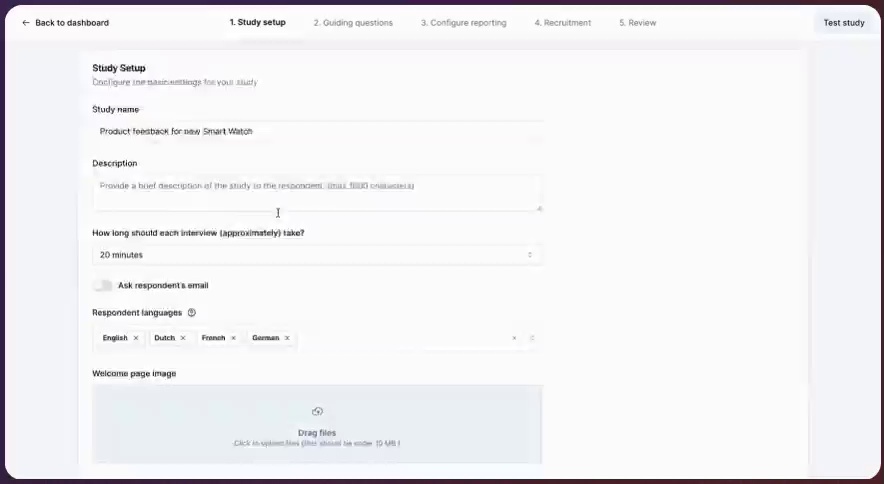 Back to dashboard
1. Study setup
2. Guiding questions
3. Configure reporting
4. Recruitment
5. Review
Test study
Study Setup
Configure the basic settings for your study
Study name
Product feedback for new Smart Watch
Description
Provide a brief description of the study to the respondent. (max 1000 characters)
How long should each interview (approximately) take?
20 minutes
Ask respondent's email
Respondent languages
English
Dutch
French
German
Welcome page image
Drag files
Click to upload files (files should be under 10 MB )